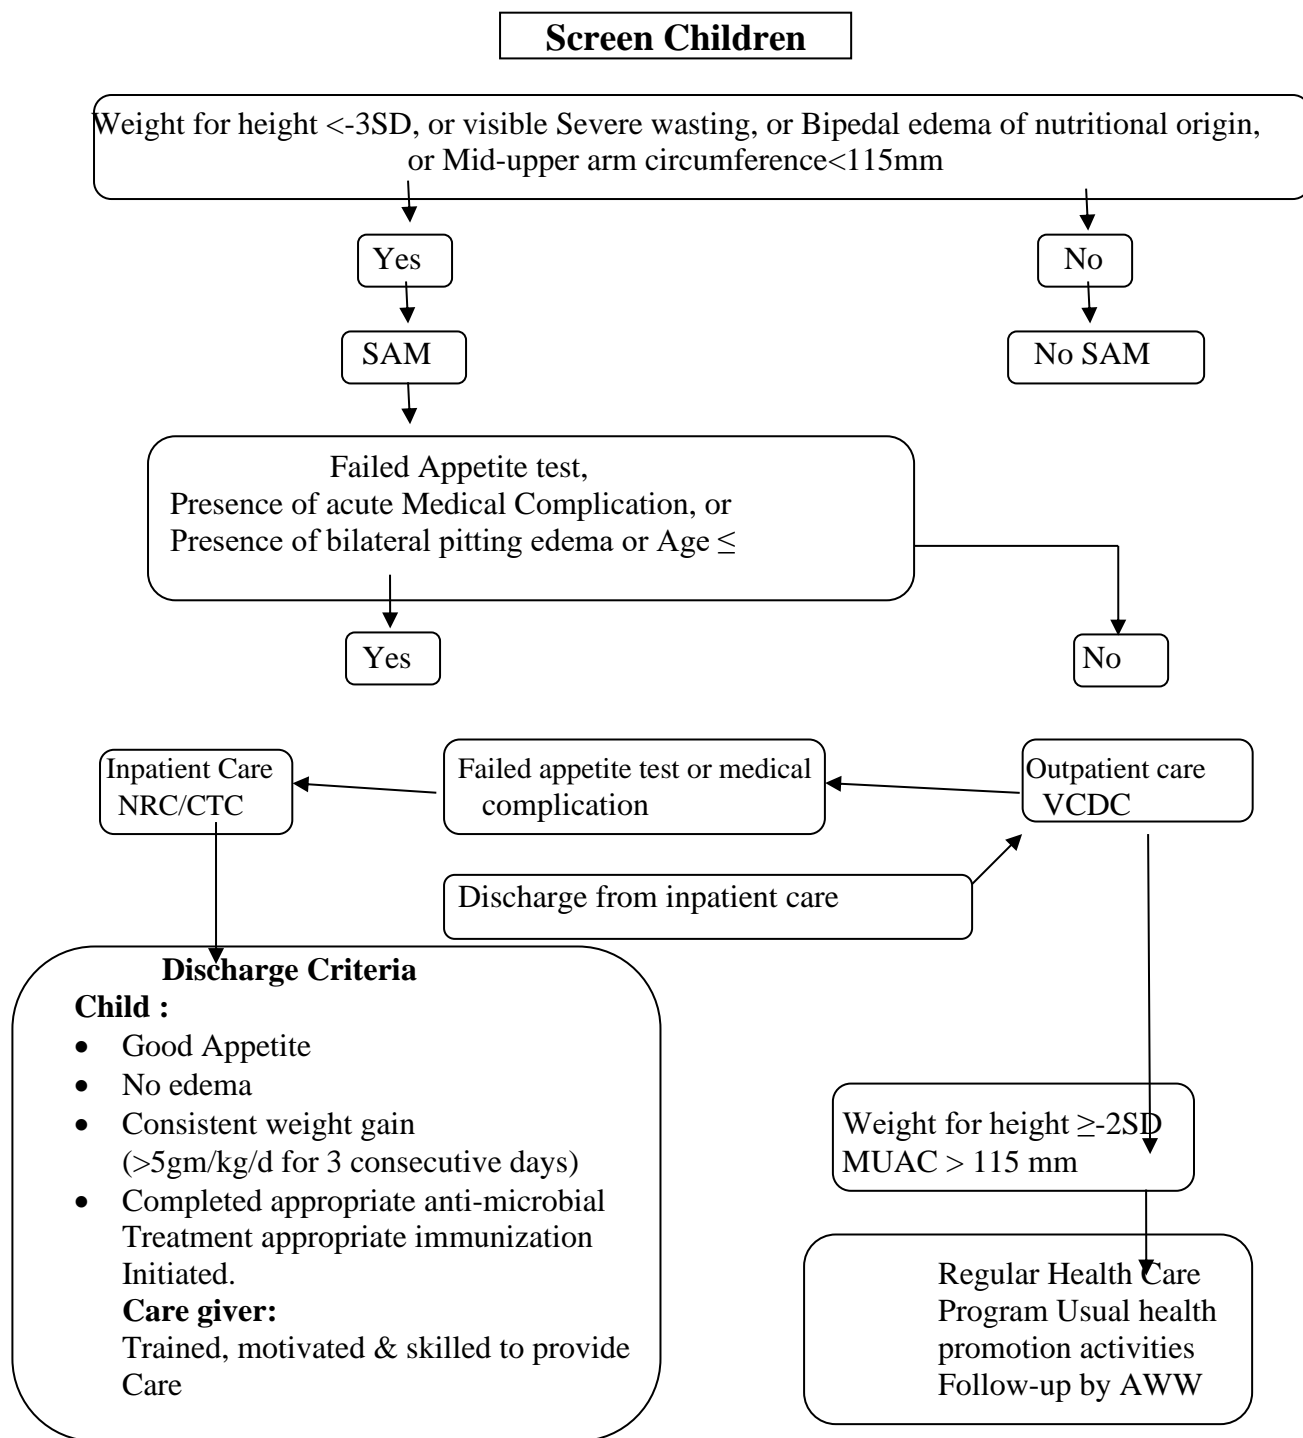 Screen Children
Weight for height <-3SD, or visible Severe wasting, or Bipedal edema of nutritional origin,
or Mid-upper arm circumference<115mm
Yes
No
SAM
No SAM
Failed Appetite test,
Presence of acute Medical Complication, or
Presence of bilateral pitting edema or Age ≤
Yes
No
Inpatient Care
NRC/CTC
Failed appetite test or medical
complication
Outpatient care
VCDC
Discharge from inpatient care
Discharge Criteria
Child :
• Good Appetite
• No edema
• Consistent weight gain
(>5gm/kg/d for 3 consecutive days)
• Completed appropriate anti-microbial
Treatment appropriate immunization
Initiated.
Care giver:
Trained, motivated & skilled to provide
Care
Weight for height ≥-2SD
MUAC > 115 mm
Regular Health Care
Program Usual health
promotion activities
Follow-up by AWW